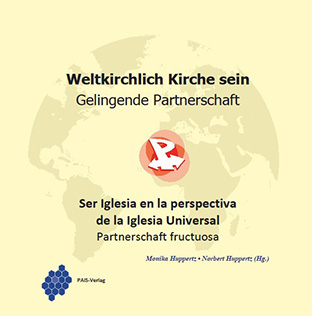 Weltkirchlich Kirche sein
Gelingende Partnerschaft
Ser Iglesia en la perspectiva
de la Iglesia Universal
Partnerschaft fructuosa
Monika Huppertz • Norbert Huppertz (Hg.)
PAIS-Verlag